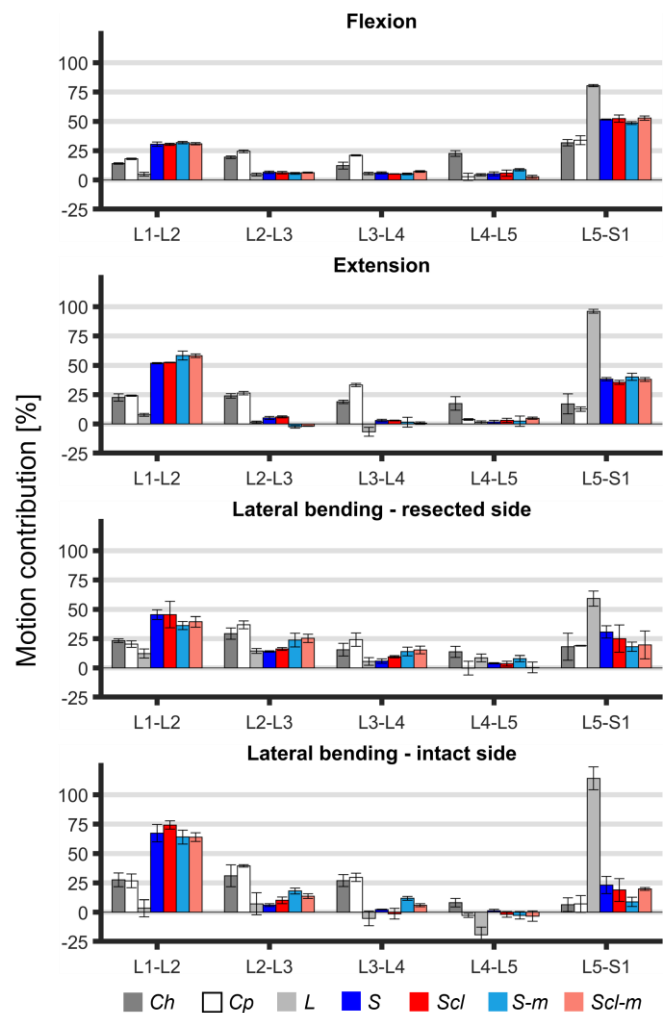 Flexion
100
75
50
25
0
-25
L1-L2 L2-L3 L3-L4 L4-L5 L5-S1
Extension
100
75
50
25
0
-25
L1-L2 L2-L3 L3-L4 L4-L5 L5-S1
Motion contribution [%]
Lateral bending - resected side
100
75
50
25
0
-25
L1-L2 L2-L3 L3-L4 L4-L5 L5-S1
Lateral bending - intact side
100
75
50
25
0
-25
L1-L2 L2-L3 L3-L4 L4-L5 L5-S1
Ch Cp L S Scl S-m Scl-m